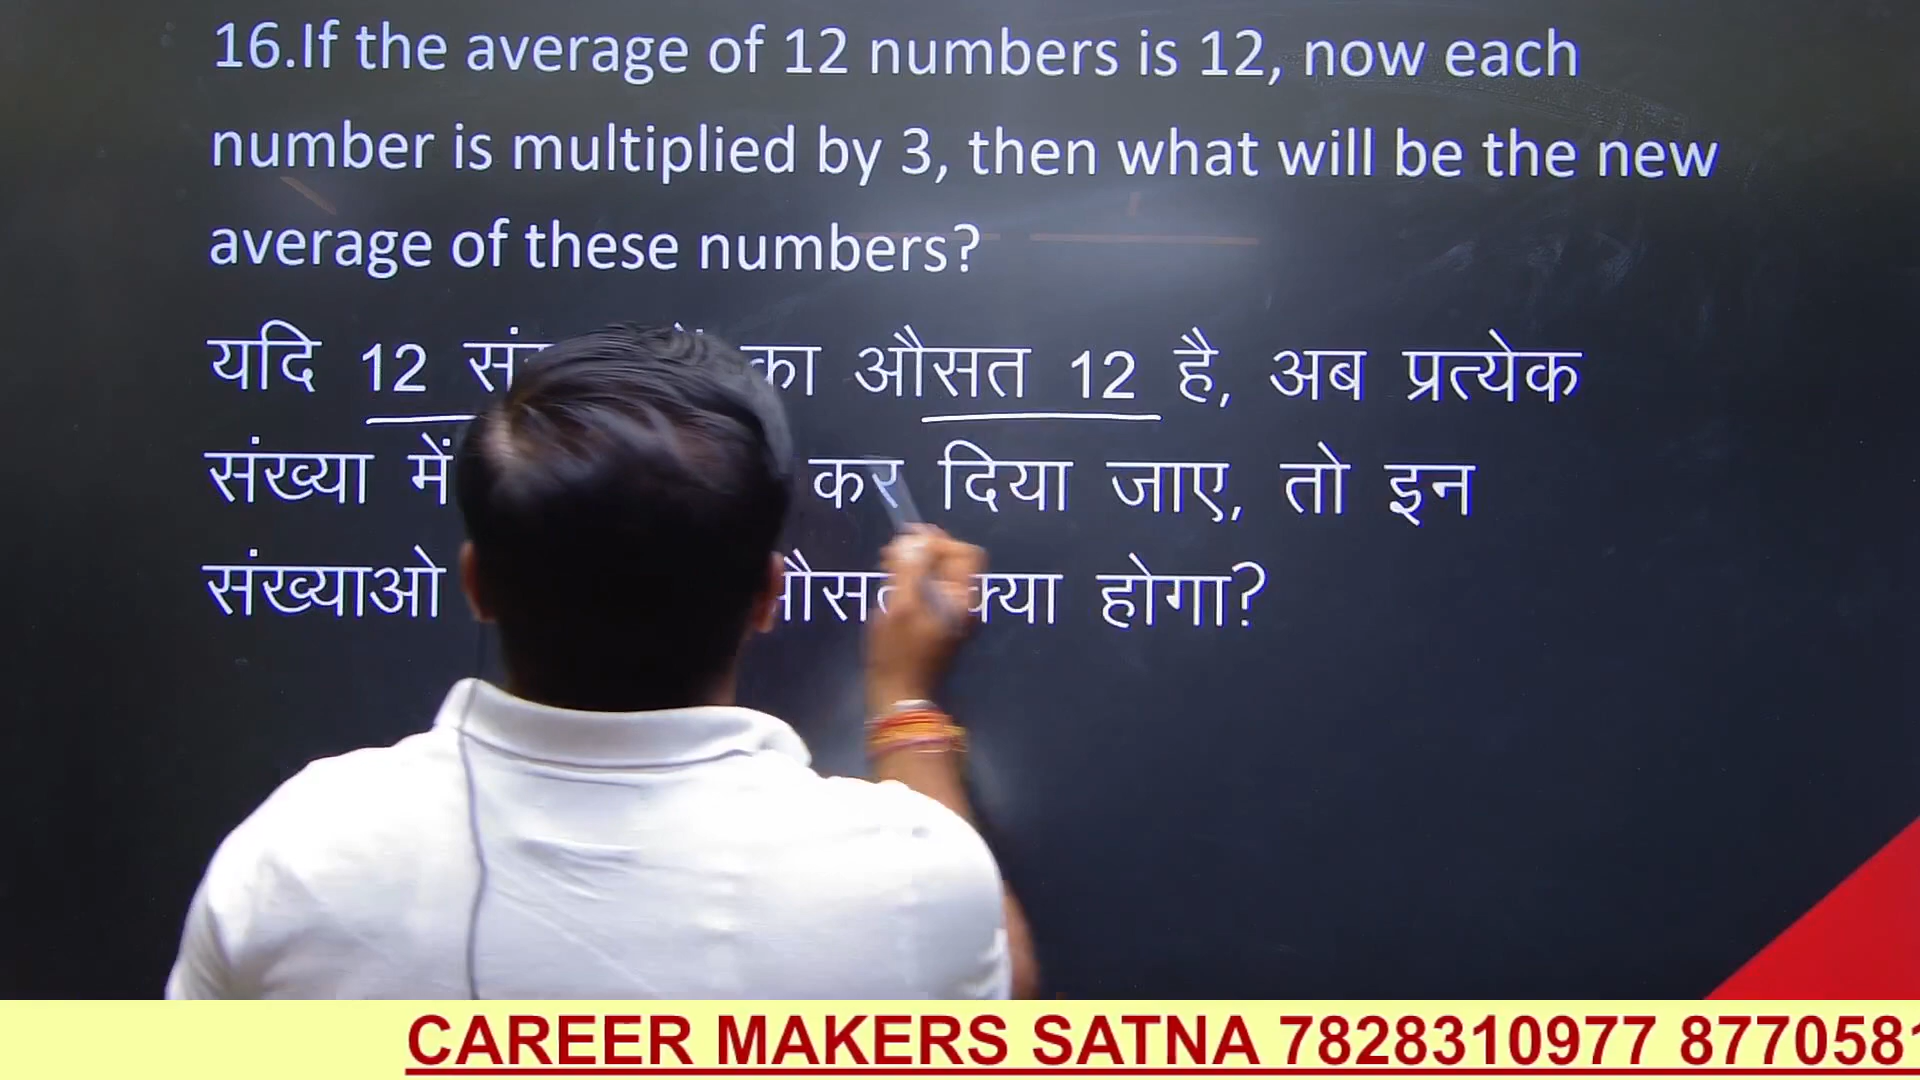 16.If the average of 12 numbers is 12, now each
number is multiplied by 3, then what will be the new
average of these numbers?
यदि 12 का औसत 12 है, अब प्रत्येक
संख्या में कर दिया जाए, तो इन
संख्याओ क्या होगा?
CAREER MAKERS SATNA 7828310977 877058